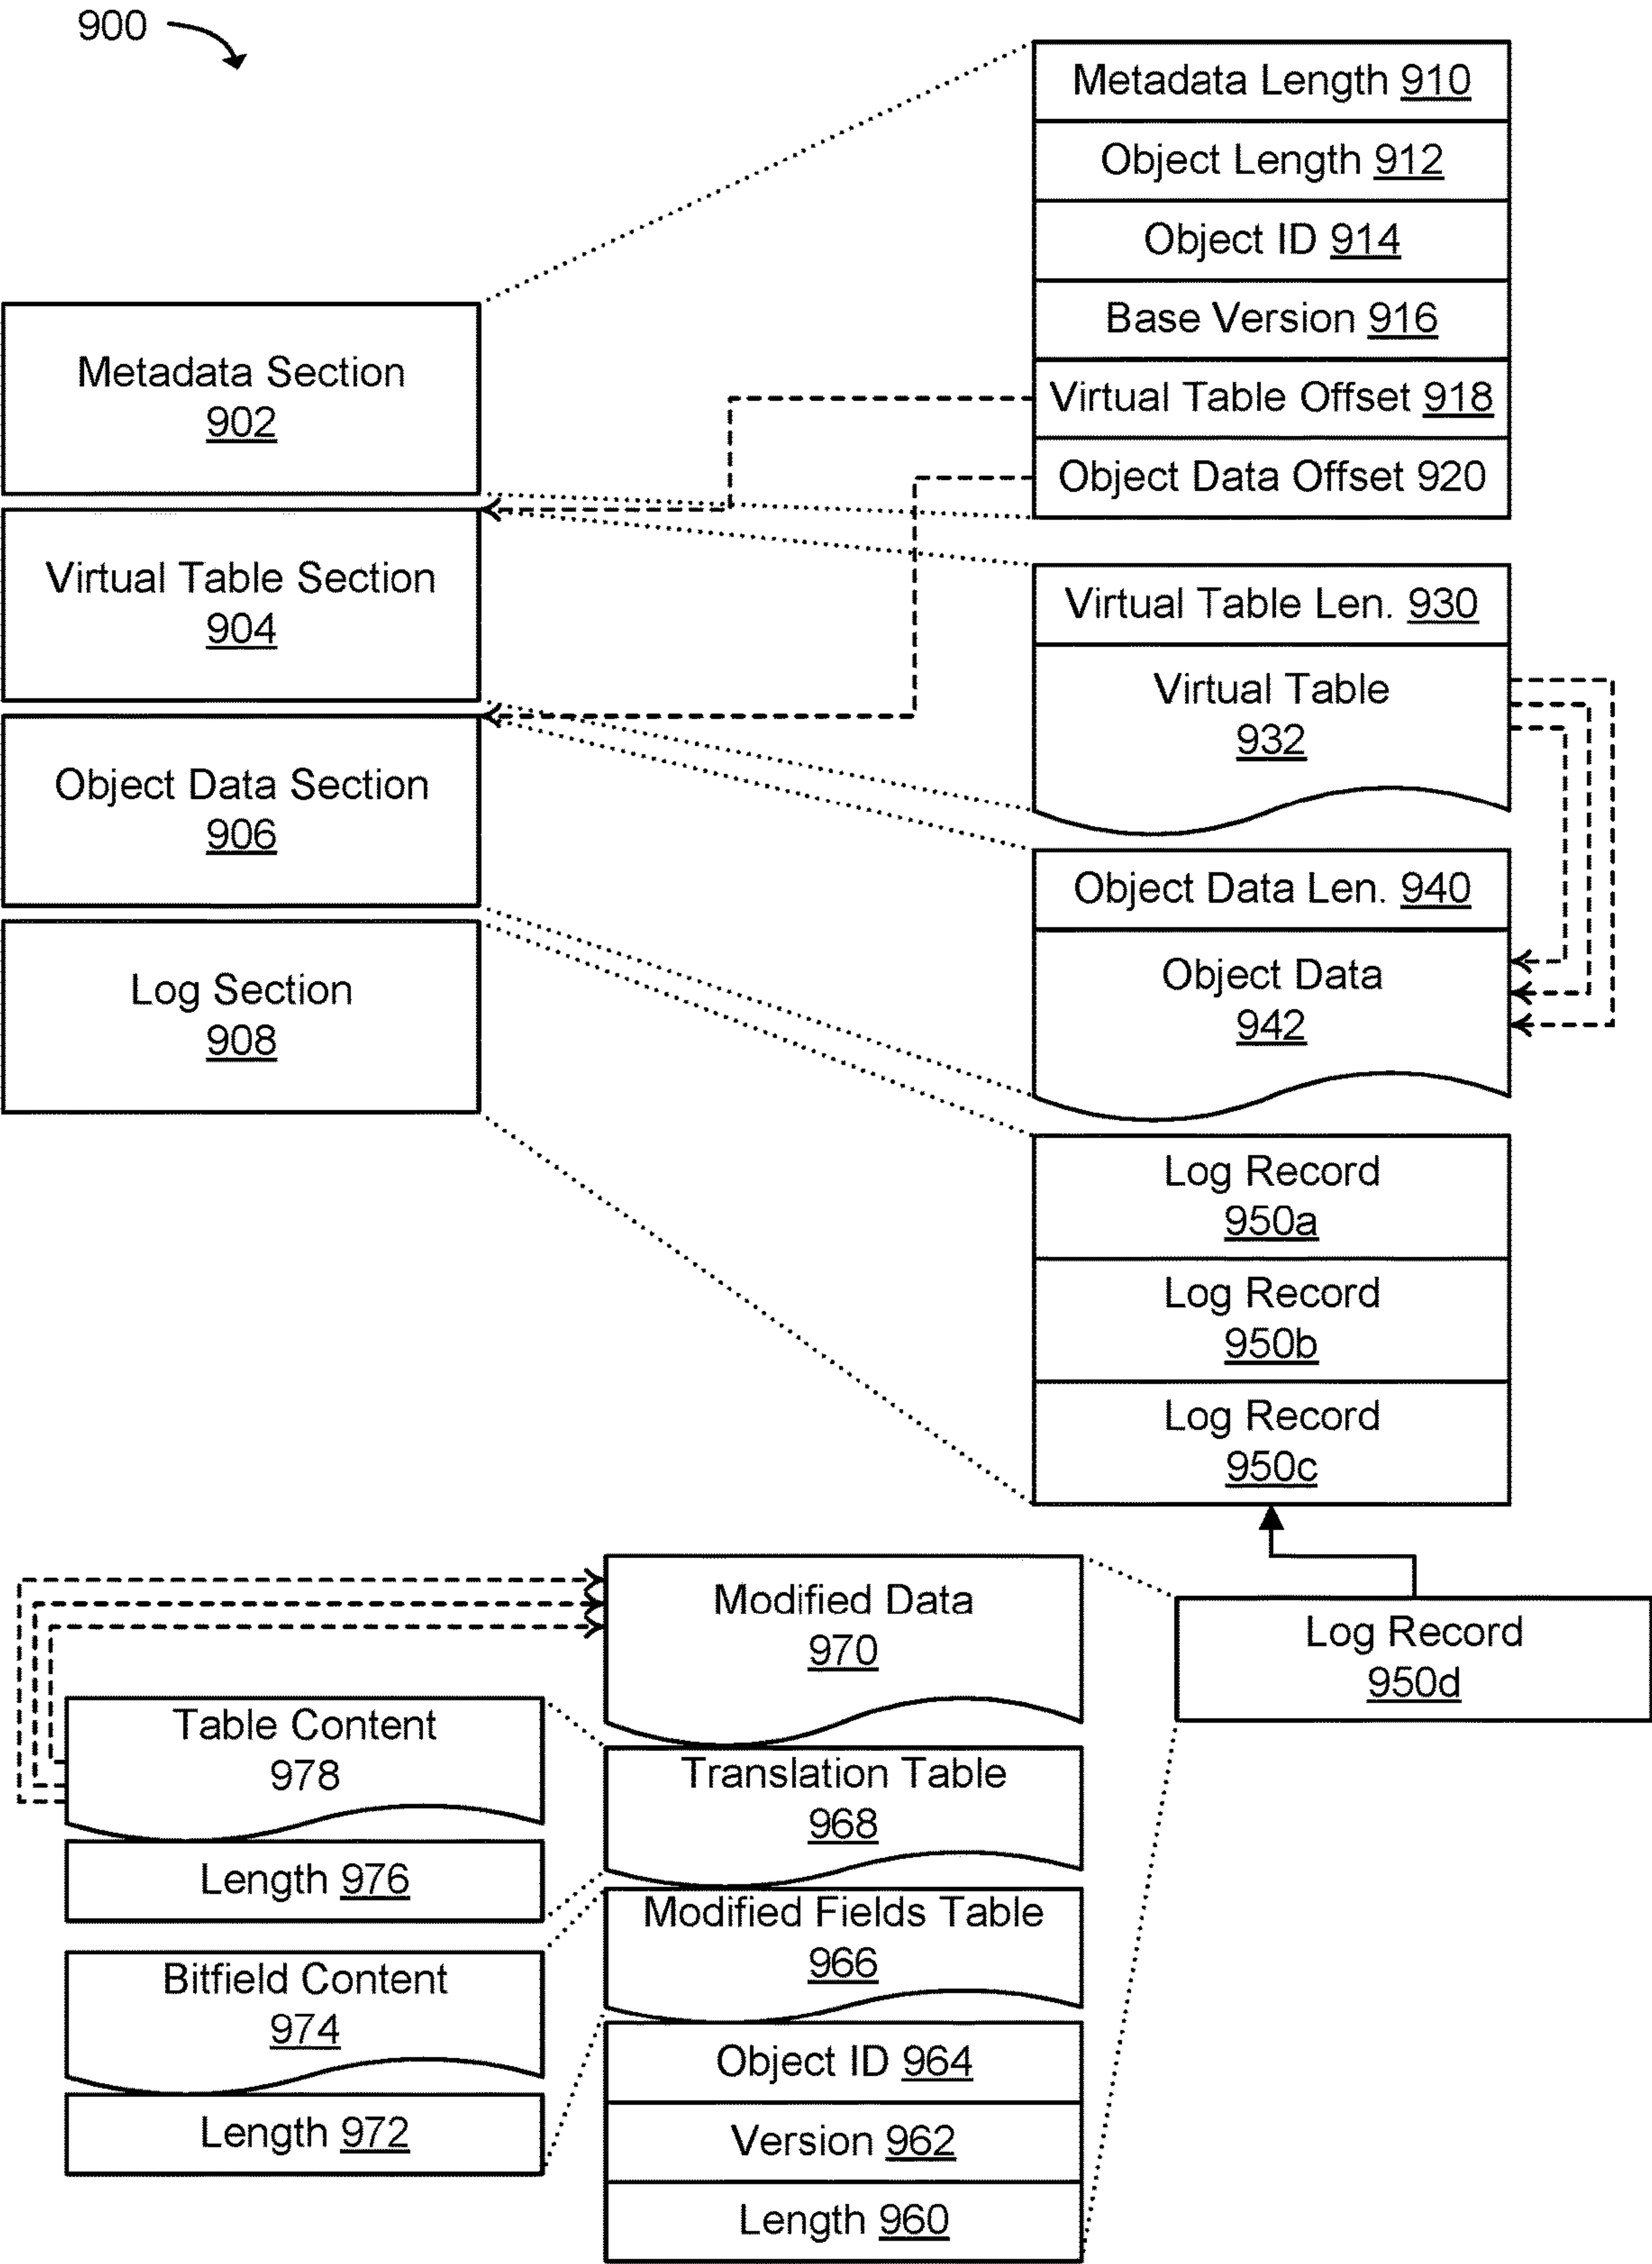 900
Metadata Length 910
Object Length 912
Object ID 914
Base Version 916
Virtual Table Offset 918
Object Data Offset 920
Metadata Section
902
Virtual Table Section
904
Object Data Section
906
Log Section
908
Virtual Table Len. 930
Virtual Table
932
Object Data Len. 940
Object Data
942
Log Record
950a
Log Record
950b
Log Record
950c
Log Record
950d
Modified Data
970
Translation Table
968
Modified Fields Table
966
Object ID 964
Version 962
Length 960
Table Content
978
Length 976
Bitfield Content
974
Length 972